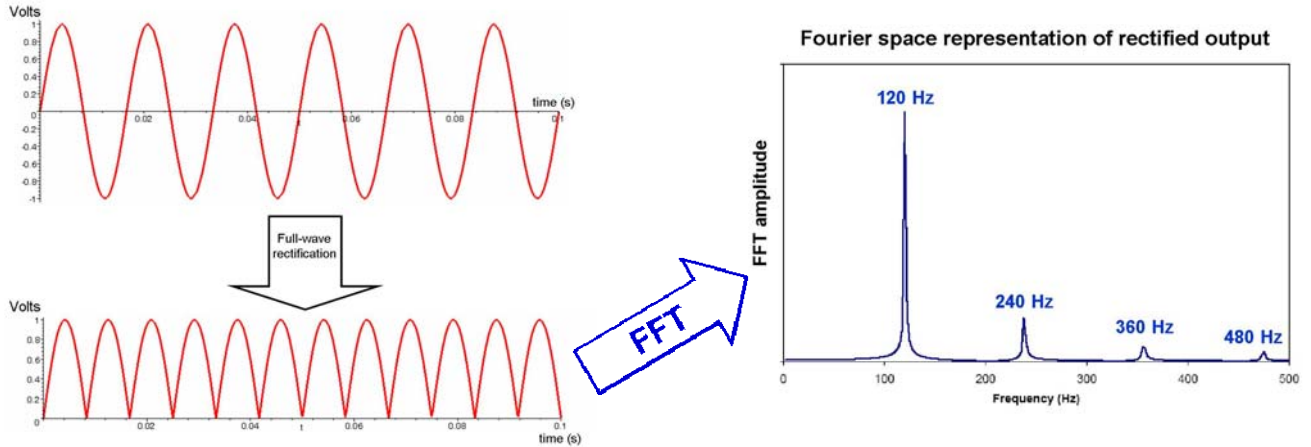 Volts
1
0.8
0.6
0.4
0.2
0
-0.2
-0.4
-0.6
-0.8
-1
0.02
0.04
0.06
0.08
0.1
time (s)
t
Full-wave
rectification
Volts
1
0.8
0.6
0.4
0.2
0
0.02
0.04
0.06
0.08
0.1
t
time (s)
FFT
Fourier space representation of rectified output
FFT amplitude
120 Hz
240 Hz
360 Hz
480 Hz
0
100
200
300
400
500
Frequency (Hz)